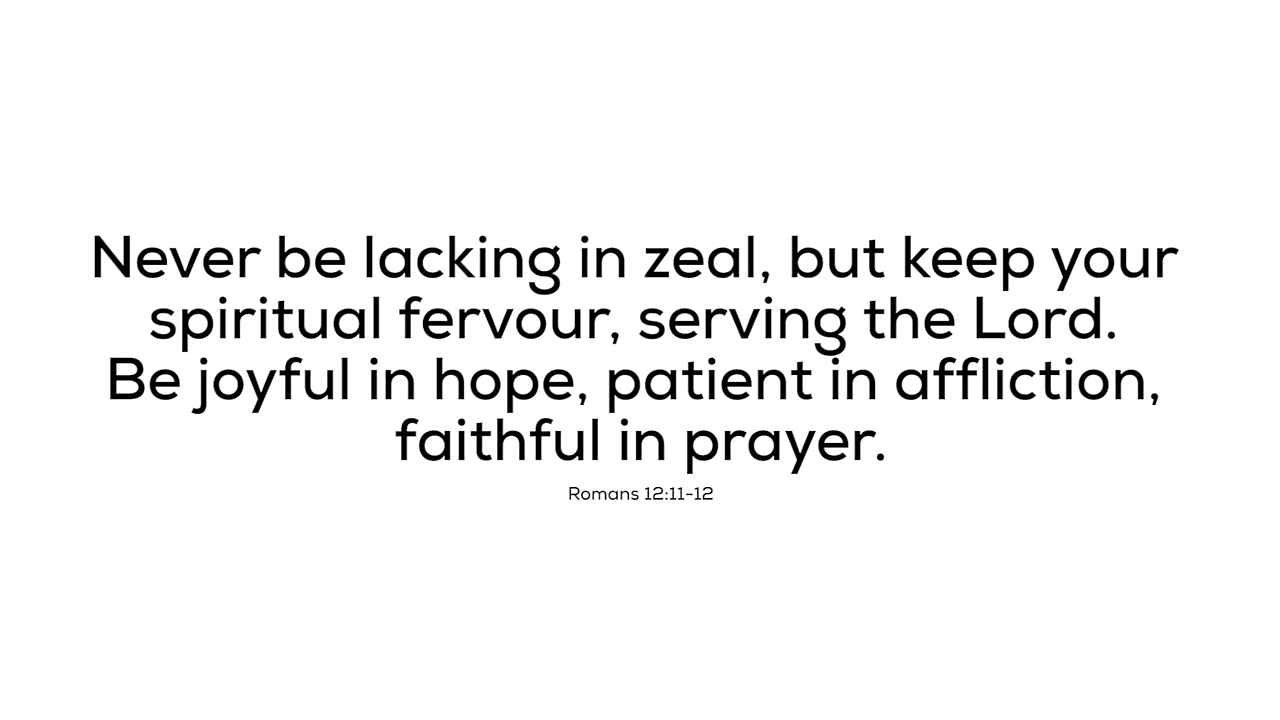 Never be lacking in zeal, but keep your
spiritual fervour, serving the Lord.
Be joyful in hope, patient in affliction,
faithful in prayer.
Romans 12:11-12